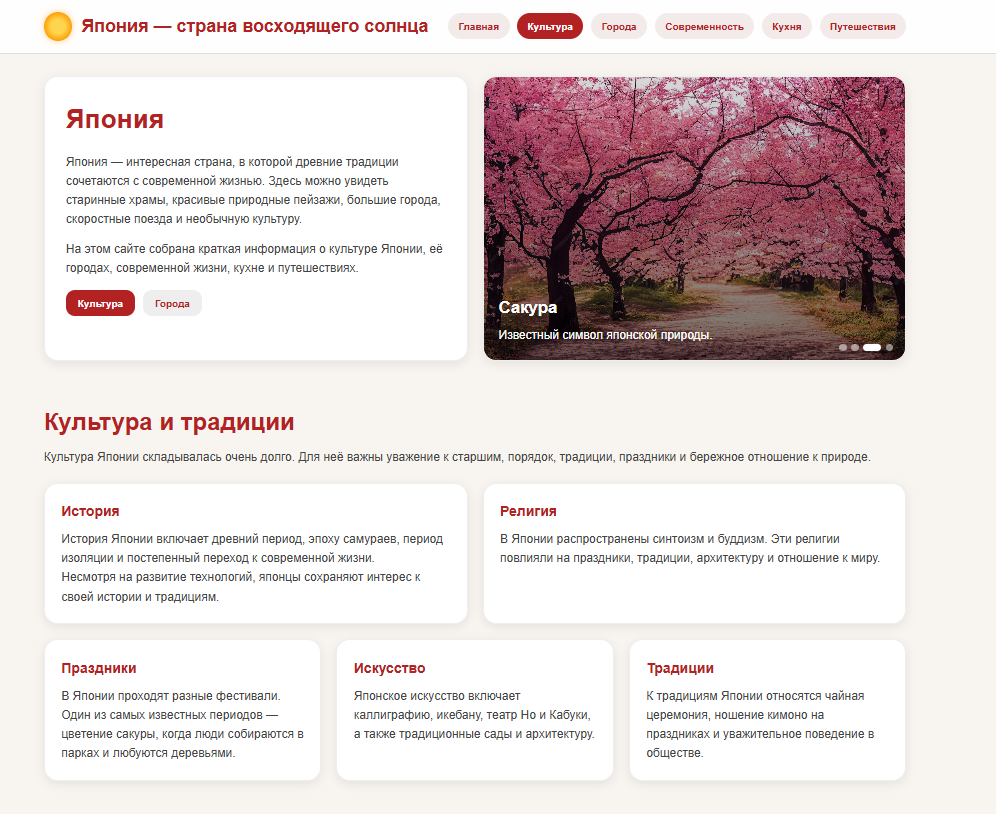 Япония — страна восходящего солнца
Главная
Культура
Города
Современность
Кухня
Путешествия
Япония
Япония — интересная страна, в которой древние традиции
сочетаются с современной жизнью. Здесь можно увидеть
старинные храмы, красивые природные пейзажи, большие города,
скоростные поезда и необычную культуру.
На этом сайте собрана краткая информация о культуре Японии, её
городах, современной жизни, кухне и путешествиях.
Культура
Города
Сакура
Известный символ японской природы.
Культура и традиции
Культура Японии складывалась очень долго. Для неё важны уважение к старшим, порядок, традиции, праздники и бережное отношение к природе.
История
История Японии включает древний период, эпоху самураев, период
изоляции и постепенный переход к современной жизни.
Несмотря на развитие технологий, японцы сохраняют интерес к
своей истории и традициям.
Религия
В Японии распространены синтоизм и буддизм. Эти религии
повлияли на праздники, традиции, архитектуру и отношение к миру.
Праздники
В Японии проходят разные фестивали.
Один из самых известных периодов —
цветение сакуры, когда люди собираются в
парках и любуются деревьями.
Искусство
Японское искусство включает
каллиграфию, икебану, театр Но и Кабуки,
а также традиционные сады и архитектуру.
Традиции
К традициям Японии относятся чайная
церемония, ношение кимоно на
праздниках и уважительное поведение в
обществе.